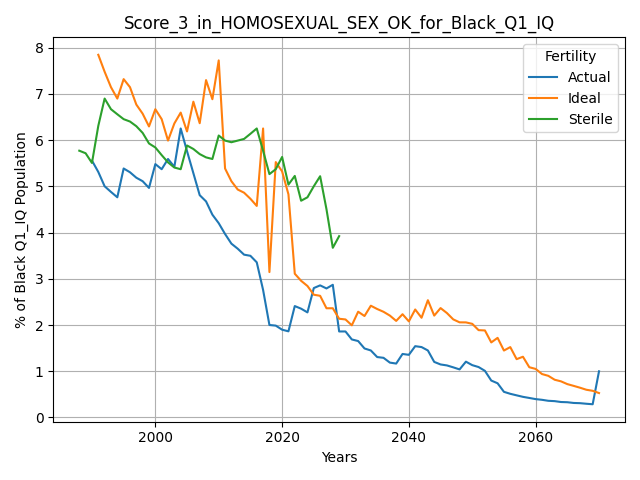 Score_3_in_HOMOSEXUAL_SEX_OK_for_Black_Q1_IQ
Fertility
Actual
Ideal
Sterile
% of Black Q1_IQ Population
8
7
6
5
4
3
2
1
0
2000
2020
2040
2060
Years